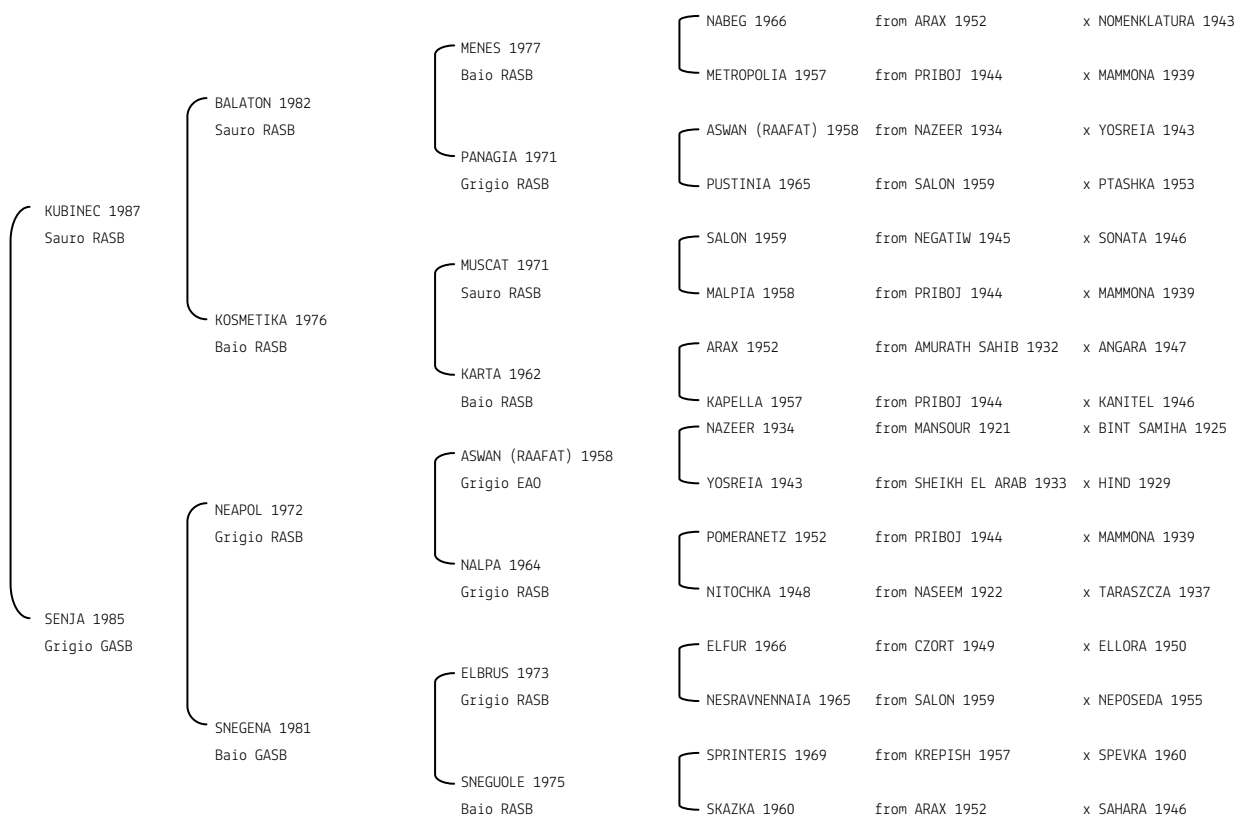 NABEG 1966 from ARAX 1952 x NOMENKLATURA 1943
MENES 1977
Baio RASB
METROPOLIA 1957 from PRIBOJ 1944 x MAMMONA 1939
BALATON 1982
Sauro RASB
ASWAN (RAAFAT) 1958 from NAZEER 1934 x YOSREIA 1943
PANAGIA 1971
Grigio RASB
PUSTINIA 1965 from SALON 1959 x PTASHKA 1953
KUBINEC 1987
Sauro RASB
SALON 1959 from NEGATIW 1945 x SONATA 1946
MUSCAT 1971
Sauro RASB
MALPIA 1958 from PRIBOJ 1944 x MAMMONA 1939
KOSMETIKA 1976
Baio RASB
ARAX 1952 from AMURATH SAHIB 1932 x ANGARA 1947
KARTA 1962
Baio RASB
KAPELLA 1957 from PRIBOJ 1944 x KANITEL 1946
NAZEER 1934 from MANSOUR 1921 x BINT SAMIHA 1925
ASWAN (RAAFAT) 1958
Grigio EAO
YOSREIA 1943 from SHEIKH EL ARAB 1933 x HIND 1929
NEAPOL 1972
Grigio RASB
POMERANETZ 1952 from PRIBOJ 1944 x MAMMONA 1939
NALPA 1964
Grigio RASB
NITOCHKA 1948 from NASEEM 1922 x TARASZCZA 1937
SENJA 1985
Grigio GASB
ELFUR 1966 from CZORT 1949 x ELLORA 1950
ELBRUS 1973
Grigio RASB
NESRAVNENNAIA 1965 from SALON 1959 x NEPOSEDA 1955
SNEGENA 1981
Baio GASB
SPRINTERIS 1969 from KREPISH 1957 x SPEVKA 1960
SNEGUOLE 1975
Baio RASB
SKAZKA 1960 from ARAX 1952 x SAHARA 1946